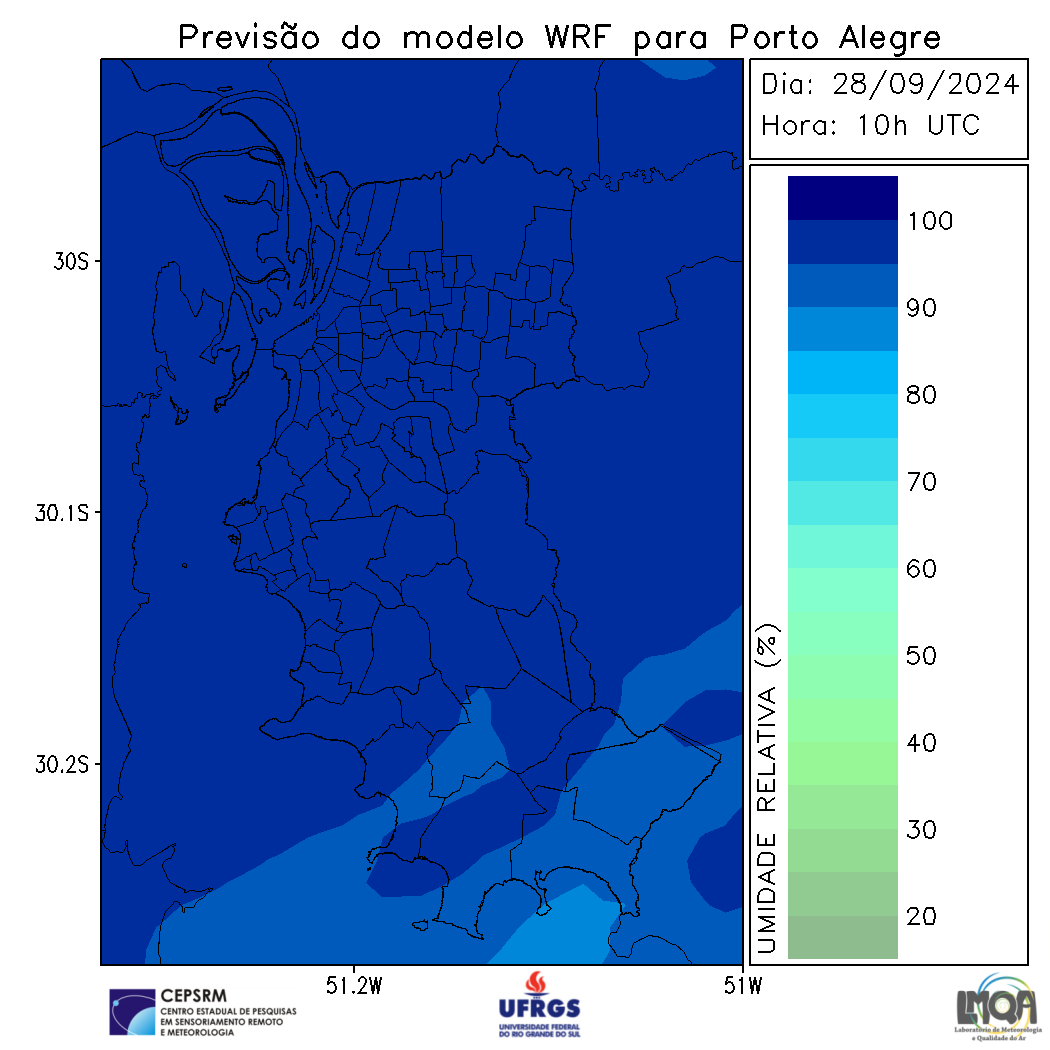 Previsão do modelo WRF para Porto Alegre
Dia: 28/09/2024
Hora: 10h UTC
30S
30.1S
30.2S
51.2W
51W
UMIDADE RELATIVA (%)
100
90
80
70
60
50
40
30
20
CEPSRM
CENTRO ESTADUAL DE PESQUISAS
EM SENSORIAMENTO REMOTO
E METEOROLOGIA
UFRGS
UNIVERSIDADE FEDERAL
DO RIO GRANDE DO SUL
LMQA
Laboratório de Meteorologia
e Qualidade do Ar